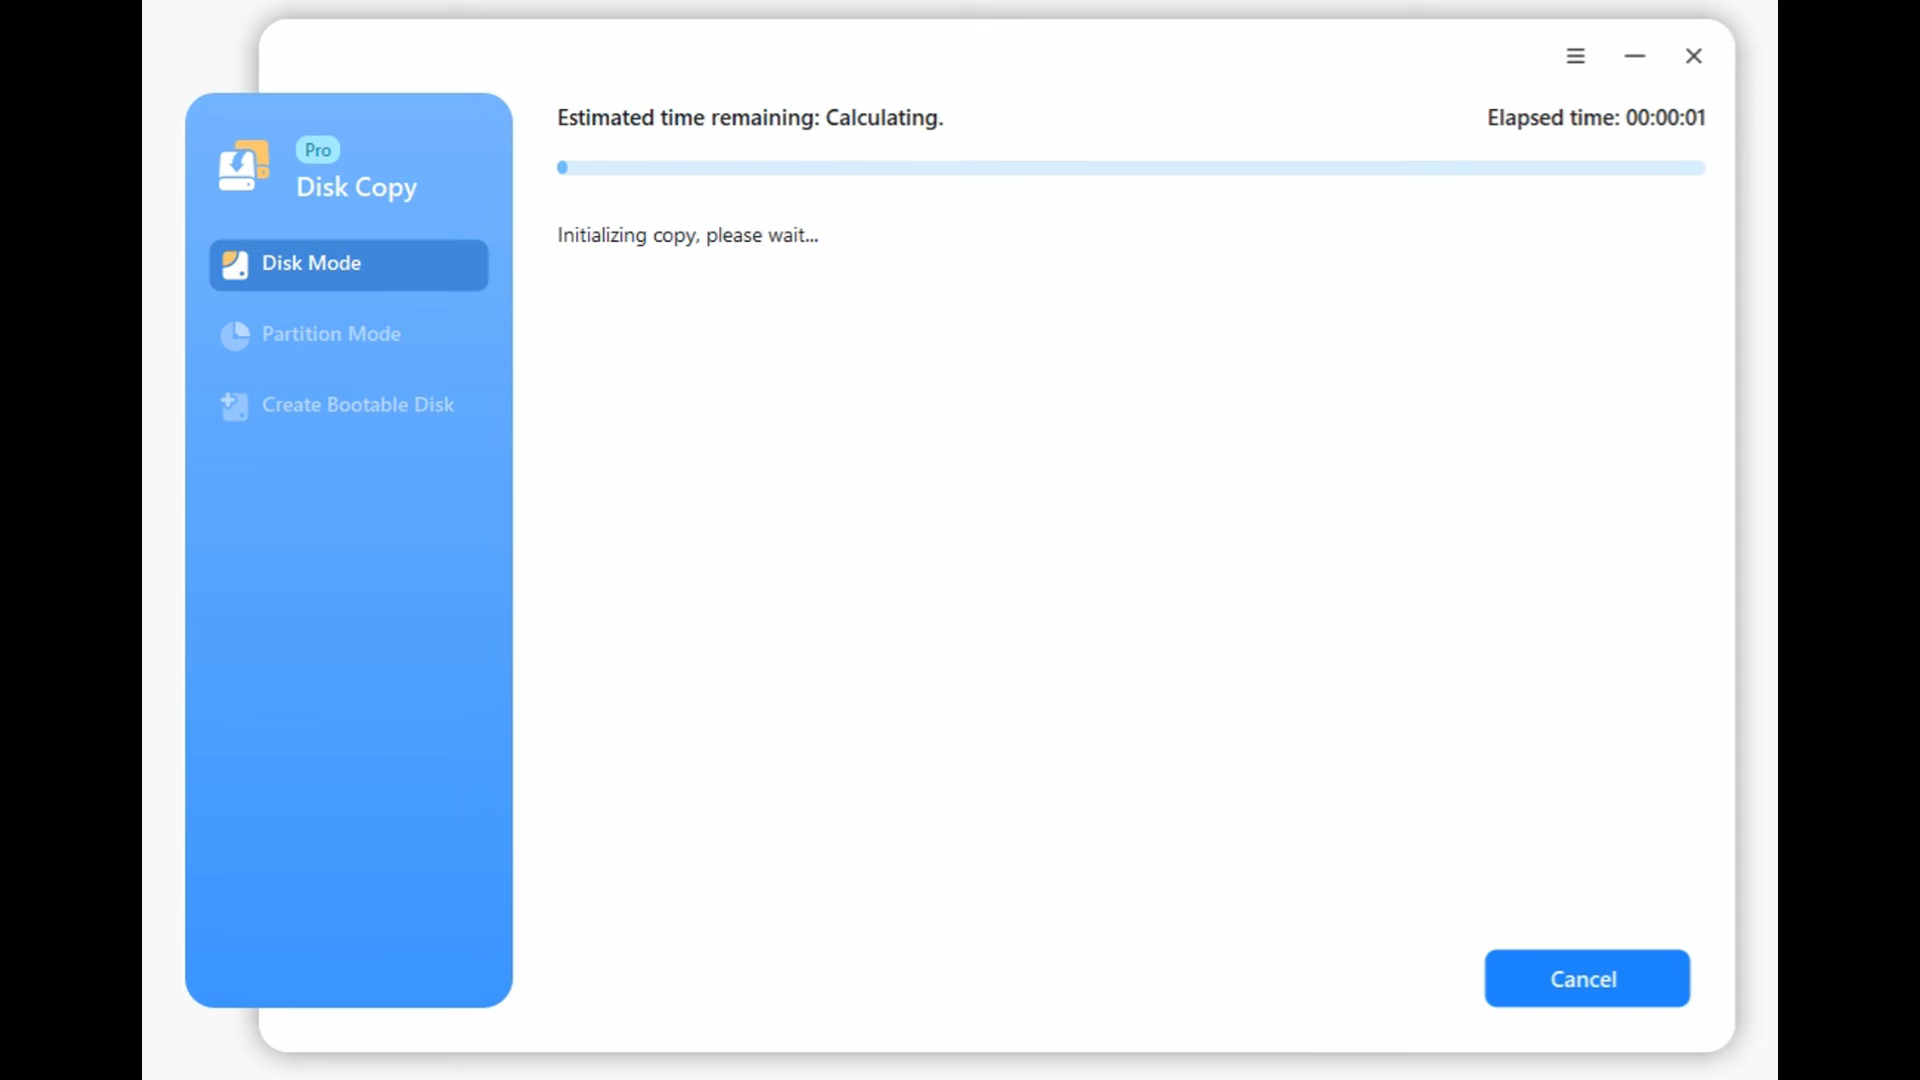 Estimated time remaining: Calculating.
Elapsed time: 00:00:01
Pro
Disk Copy
Disk Mode
Partition Mode
Create Bootable Disk
Initializing copy, please wait...
Cancel